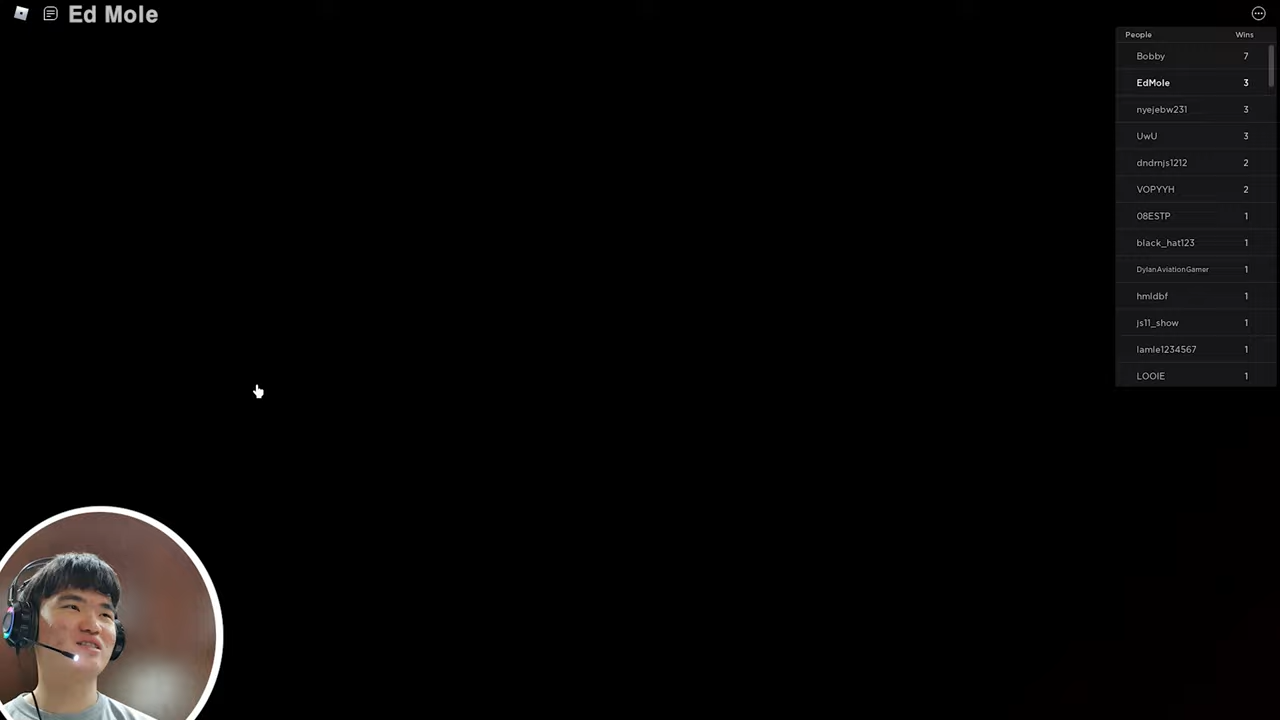 Ed Mole
People Wins
Bobby 7
EdMole 3
nyejebw231 3
UwU 3
dndrnjs1212 2
VOPYYH 2
08ESTP 1
black_hat123 1
DylanAviationGamer 1
hmldbf 1
js11_show 1
lamle1234567 1
LOOIE 1